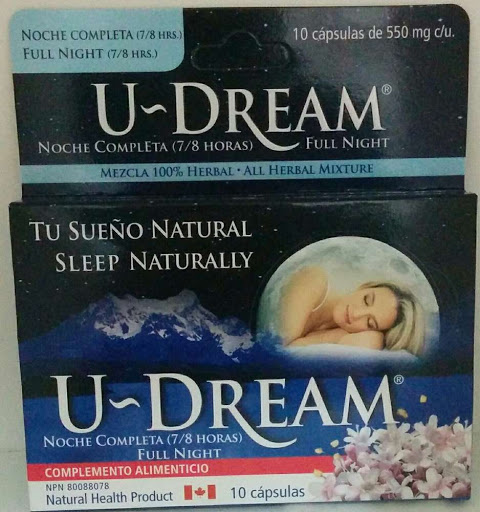 NOCHE COMPLETA (7/8 HRS.)
FULL NIGHT (7/8 HRS.)
10 cápsulas de 550 mg c/u.
U~DREAM®
NOCHE COMPLETA (7/8 HORAS) FULL NIGHT
MEZCLA 100% HERBAL • ALL HERBAL MIXTURE
TU SUEÑO NATURAL
SLEEP NATURALLY
U~DREAM®
NOCHE COMPLETA (7/8 HORAS)
FULL NIGHT
COMPLEMENTO ALIMENTICIO
NPN 80088078
Natural Health Product 10 cápsulas